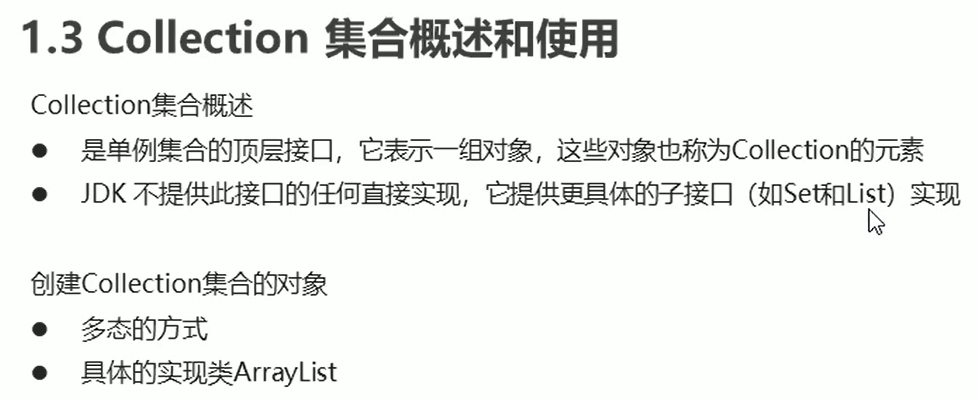 1.3 Collection 集合概述和使用
Collection集合概述
● 是单例集合的顶层接口，它表示一组对象，这些对象也称为Collection的元素
● JDK 不提供此接口的任何直接实现，它提供更具体的子接口（如Set和List）实现
创建Collection集合的对象
● 多态的方式
● 具体的实现类ArrayList